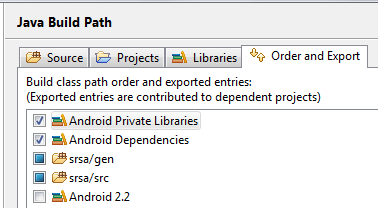 Java Build Path
Source Projects Libraries Order and Export
Build class path order and exported entries:
(Exported entries are contributed to dependent projects)
Android Private Libraries
Android Dependencies
srsa/gen
srsa/src
Android 2.2